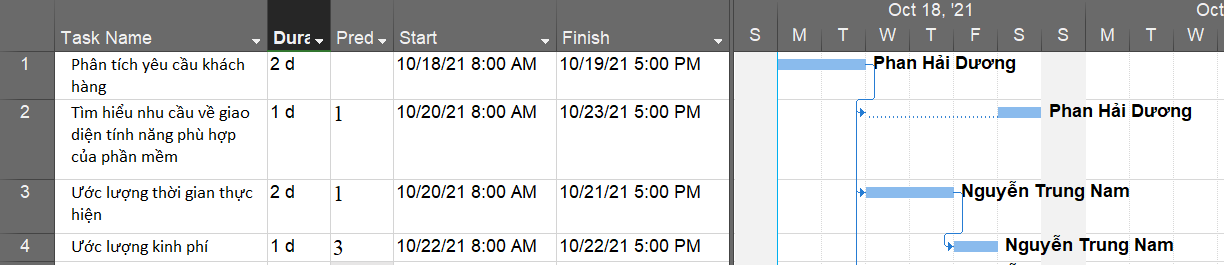 Oct 18, '21
Oct
Task Name Dura Pred Start Finish S M T W T F S S M T W
1 Phân tích yêu cầu khách 2 d 10/18/21 8:00 AM 10/19/21 5:00 PM Phan Hải Dương
hàng
2 Tìm hiểu nhu cầu về giao 1 d 1 10/20/21 8:00 AM 10/23/21 5:00 PM Phan Hải Dương
diện tính năng phù hợp
của phần mềm
3 Ước lượng thời gian thực 2 d 1 10/20/21 8:00 AM 10/21/21 5:00 PM Nguyễn Trung Nam
hiện
4 Ước lượng kinh phí 1 d 3 10/22/21 8:00 AM 10/22/21 5:00 PM Nguyễn Trung Nam